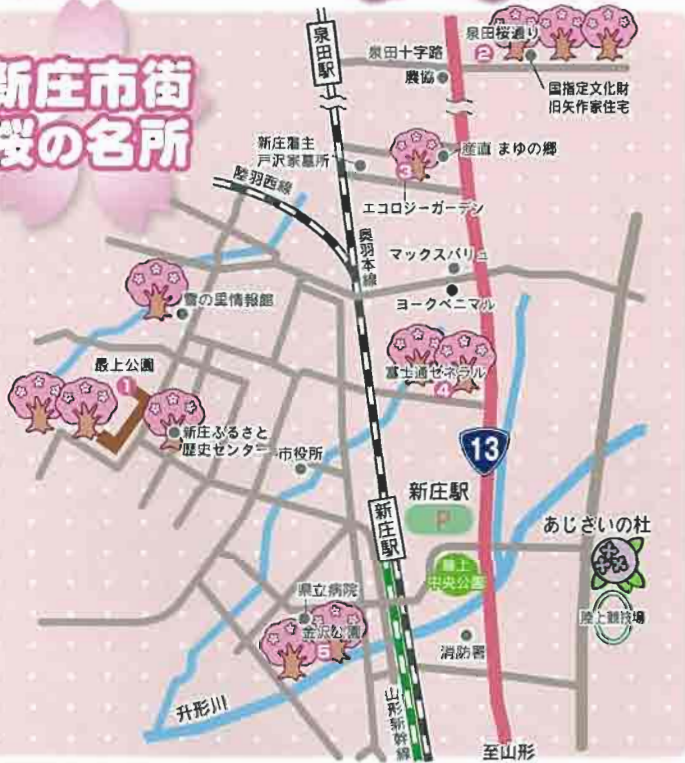 新庄市街
桜の名所
泉田駅
泉田十字路
泉田桜通り
2
農協
国指定文化財
旧矢作家住宅
新庄藩主
戸沢家墓所
3
産直 まゆの郷
エコロジーガーデン
陸羽西線
奥羽本線
マックスバリュ
ヨークベニマル
雪の里情報館
最上公園
1
富士通ゼネラル
4
新庄ふるさと
歴史センター
市役所
13
新庄駅
P
新庄駅
あじさいの杜
最上
中央公園
県立病院
金沢公園
5
陸上競技場
消防署
升形川
山形新幹線
至山形